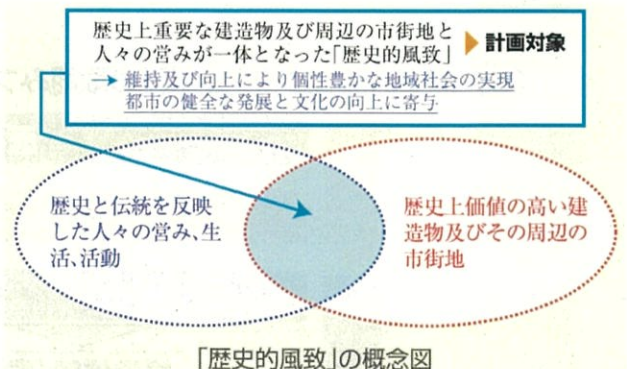 歴史上重要な建造物及び周辺の市街地と
人々の営みが一体となった「歴史的風致」
▶計画対象
→ 維持及び向上により個性豊かな地域社会の実現
都市の健全な発展と文化の向上に寄与
歴史と伝統を反映
した人々の営み、生
活、活動
歴史上価値の高い建
造物及びその周辺の
市街地
「歴史的風致」の概念図